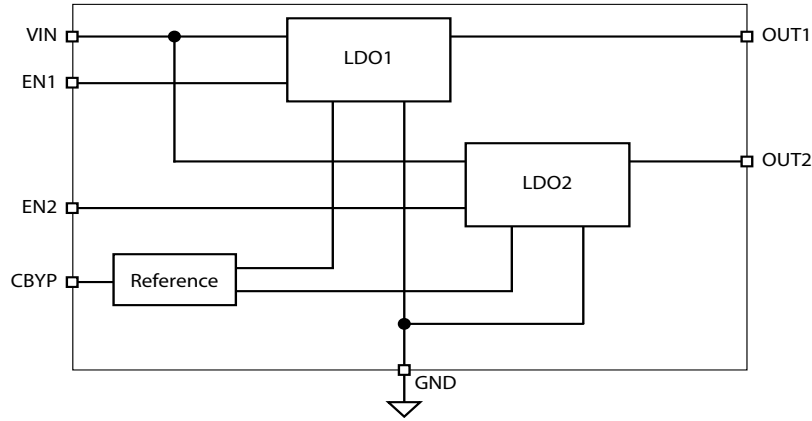 VIN
OUT1
LDO1
EN1
OUT2
LDO2
EN2
CBYP
Reference
GND